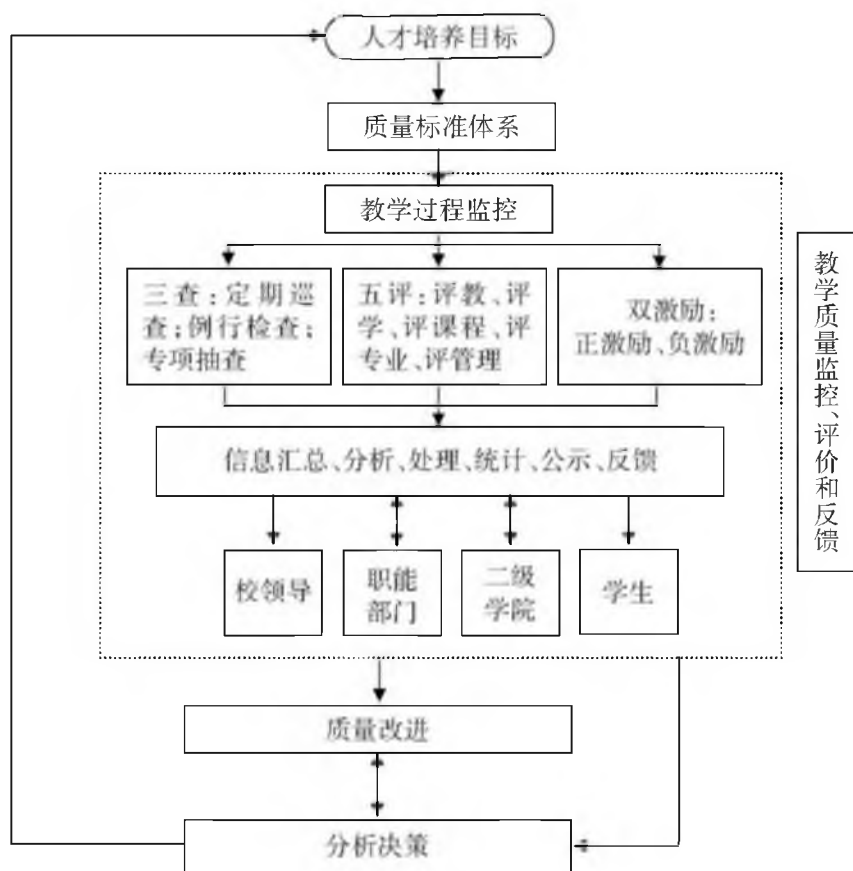 人才培养目标
质量标准体系
教学过程监控
三查:定期巡
查;例行检查;
专项抽查
五评:评教、评
学、评课程、评
专业、评管理
双激励:
正激励、负激励
教学质量监控、评价和反馈
信息汇总、分析、处理、统计、公示、反馈
校领导
职能
部门
二级
学院
学生
质量改进
分析决策